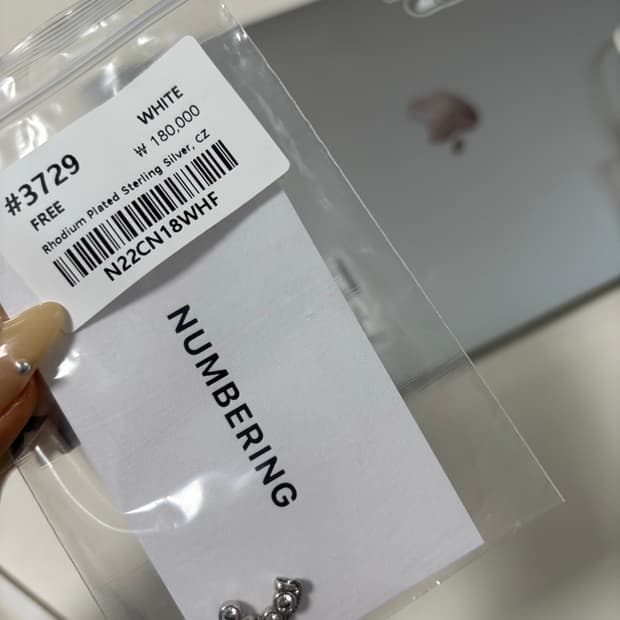 #3729
WHITE
FREE
₩ 180,000
Rhodium Plated Sterling Silver, CZ
N22CN18WHF
NUMBERING